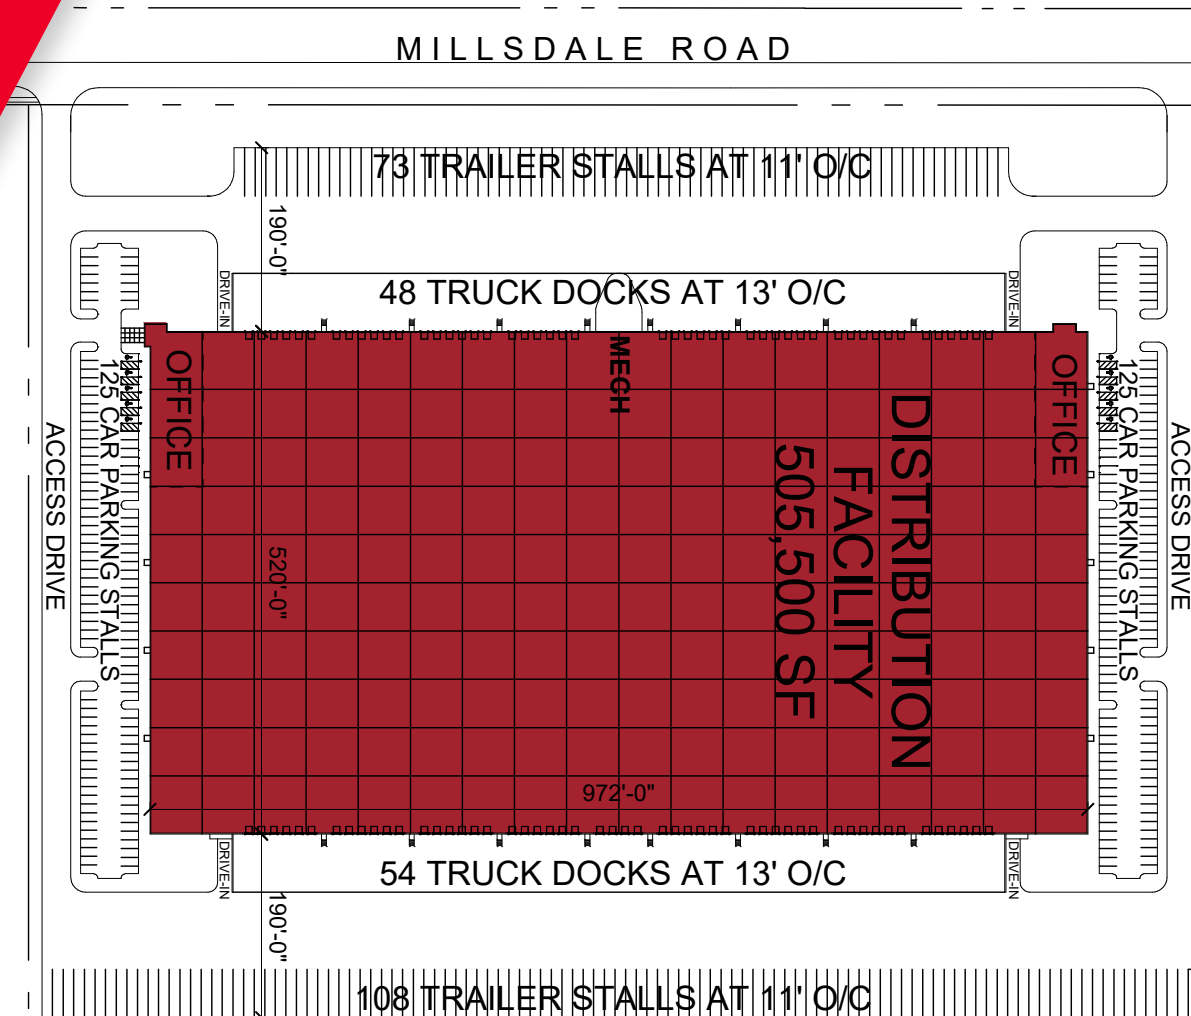 MILLSDALE ROAD
73 TRAILER STALLS AT 11' O/C
190'-0"
DRIVE-IN
48 TRUCK DOCKS AT 13' O/C
DRIVE-IN
OFFICE
MECH
OFFICE
125 CAR PARKING STALLS
125 CAR PARKING STALLS
ACCESS DRIVE
ACCESS DRIVE
DISTRIBUTION
FACILITY
505,500 SF
520'-0"
972'-0"
DRIVE-IN
54 TRUCK DOCKS AT 13' O/C
DRIVE-IN
190'-0"
108 TRAILER STALLS AT 11' O/C